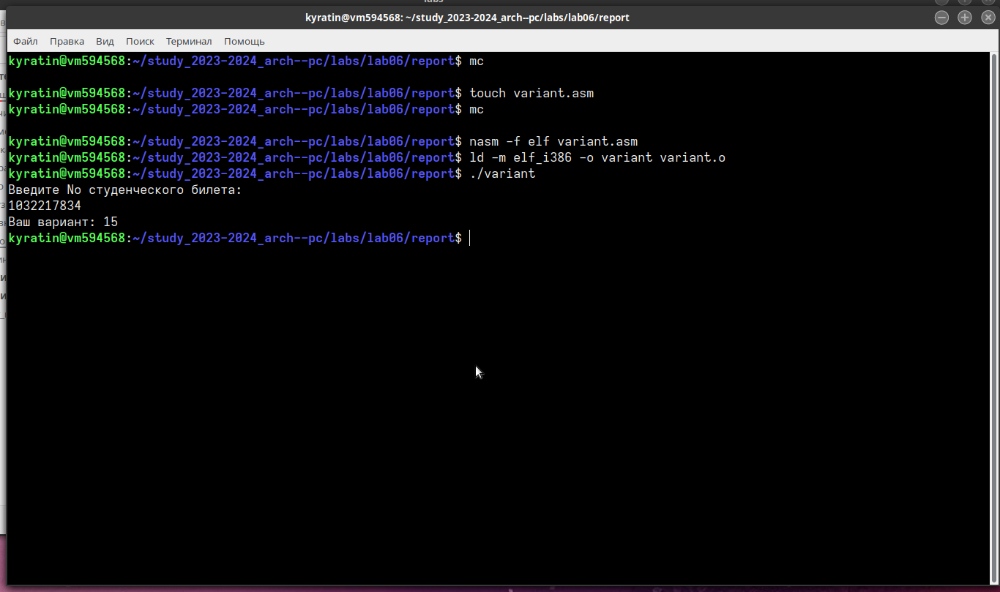 kyratin@vm594568: ~/study_2023-2024_arch--pc/labs/lab06/report
Файл Правка Вид Поиск Терминал Помощь
kyratin@vm594568:~/study_2023-2024_arch--pc/labs/lab06/report$ mc
kyratin@vm594568:~/study_2023-2024_arch--pc/labs/lab06/report$ touch variant.asm
kyratin@vm594568:~/study_2023-2024_arch--pc/labs/lab06/report$ mc
kyratin@vm594568:~/study_2023-2024_arch--pc/labs/lab06/report$ nasm -f elf variant.asm
kyratin@vm594568:~/study_2023-2024_arch--pc/labs/lab06/report$ ld -m elf_i386 -o variant variant.o
kyratin@vm594568:~/study_2023-2024_arch--pc/labs/lab06/report$ ./variant
Введите No студенческого билета:
1032217834
Ваш вариант: 15
kyratin@vm594568:~/study_2023-2024_arch--pc/labs/lab06/report$